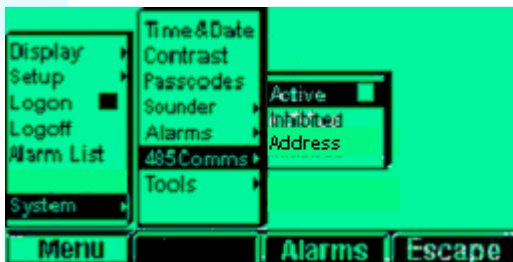 Display
Setup
Logon
Logoff
Alarm List
System
Time&Date
Contrast
Passcodes
Sounder
Alarms
485Comms
Tools
Active
Inhibited
Address
Menu
Alarms
Escape